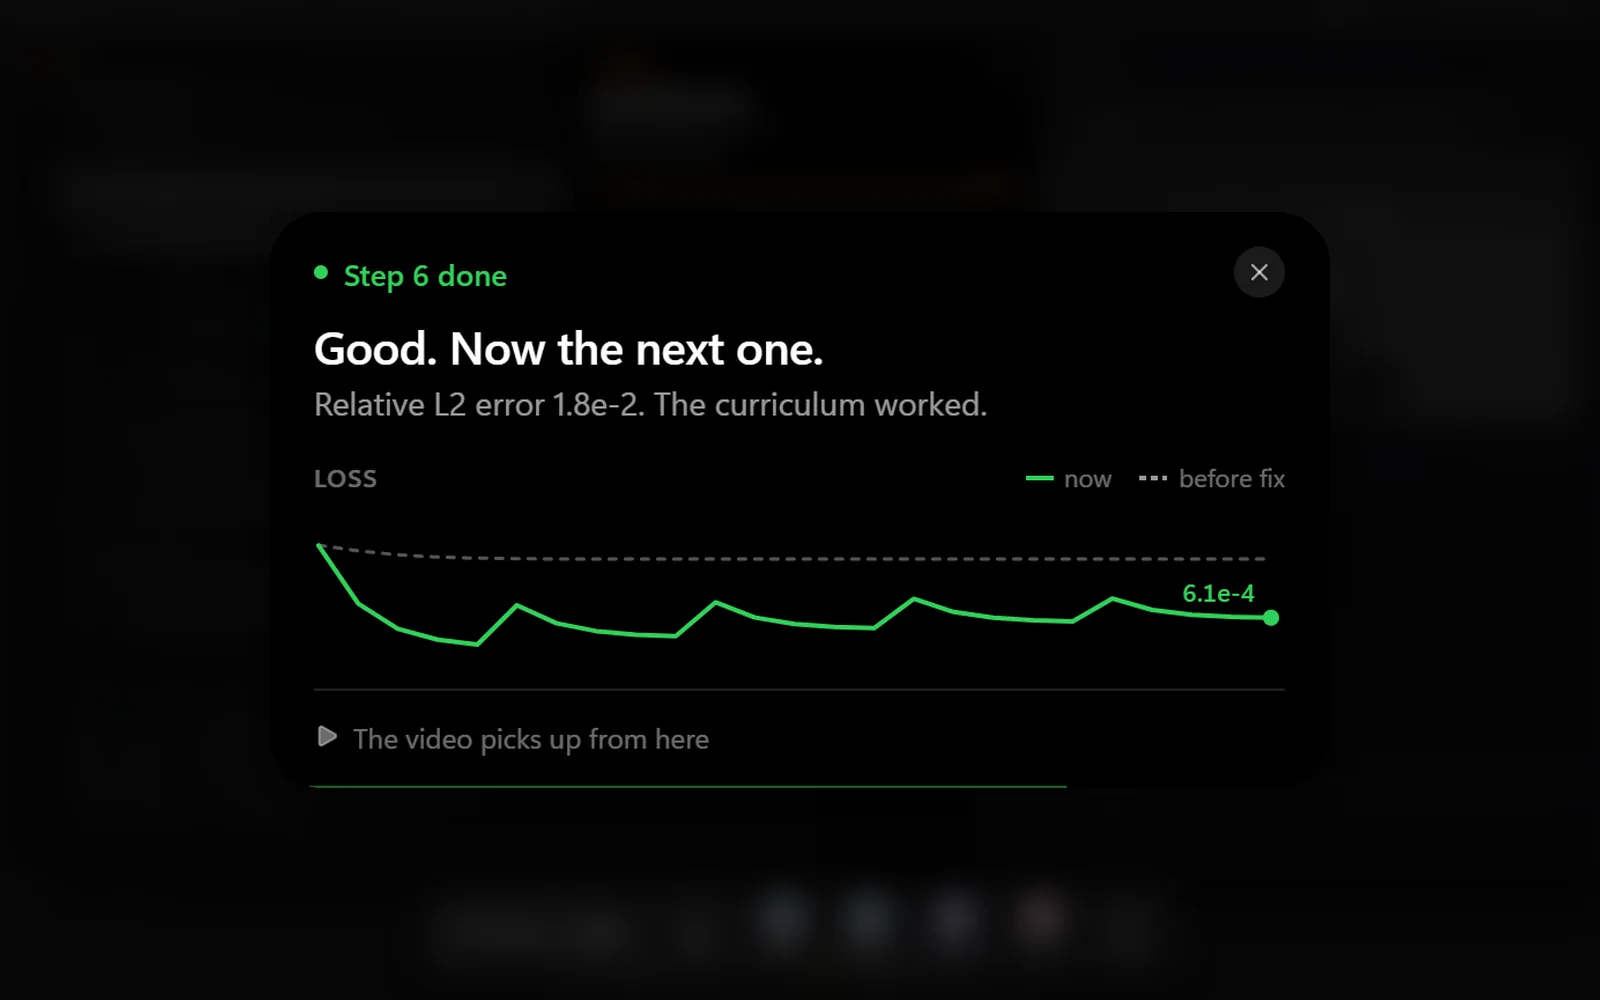 Step 6 done
Good. Now the next one.
Relative L2 error 1.8e-2. The curriculum worked.
LOSS
now
before fix
6.1e-4
The video picks up from here